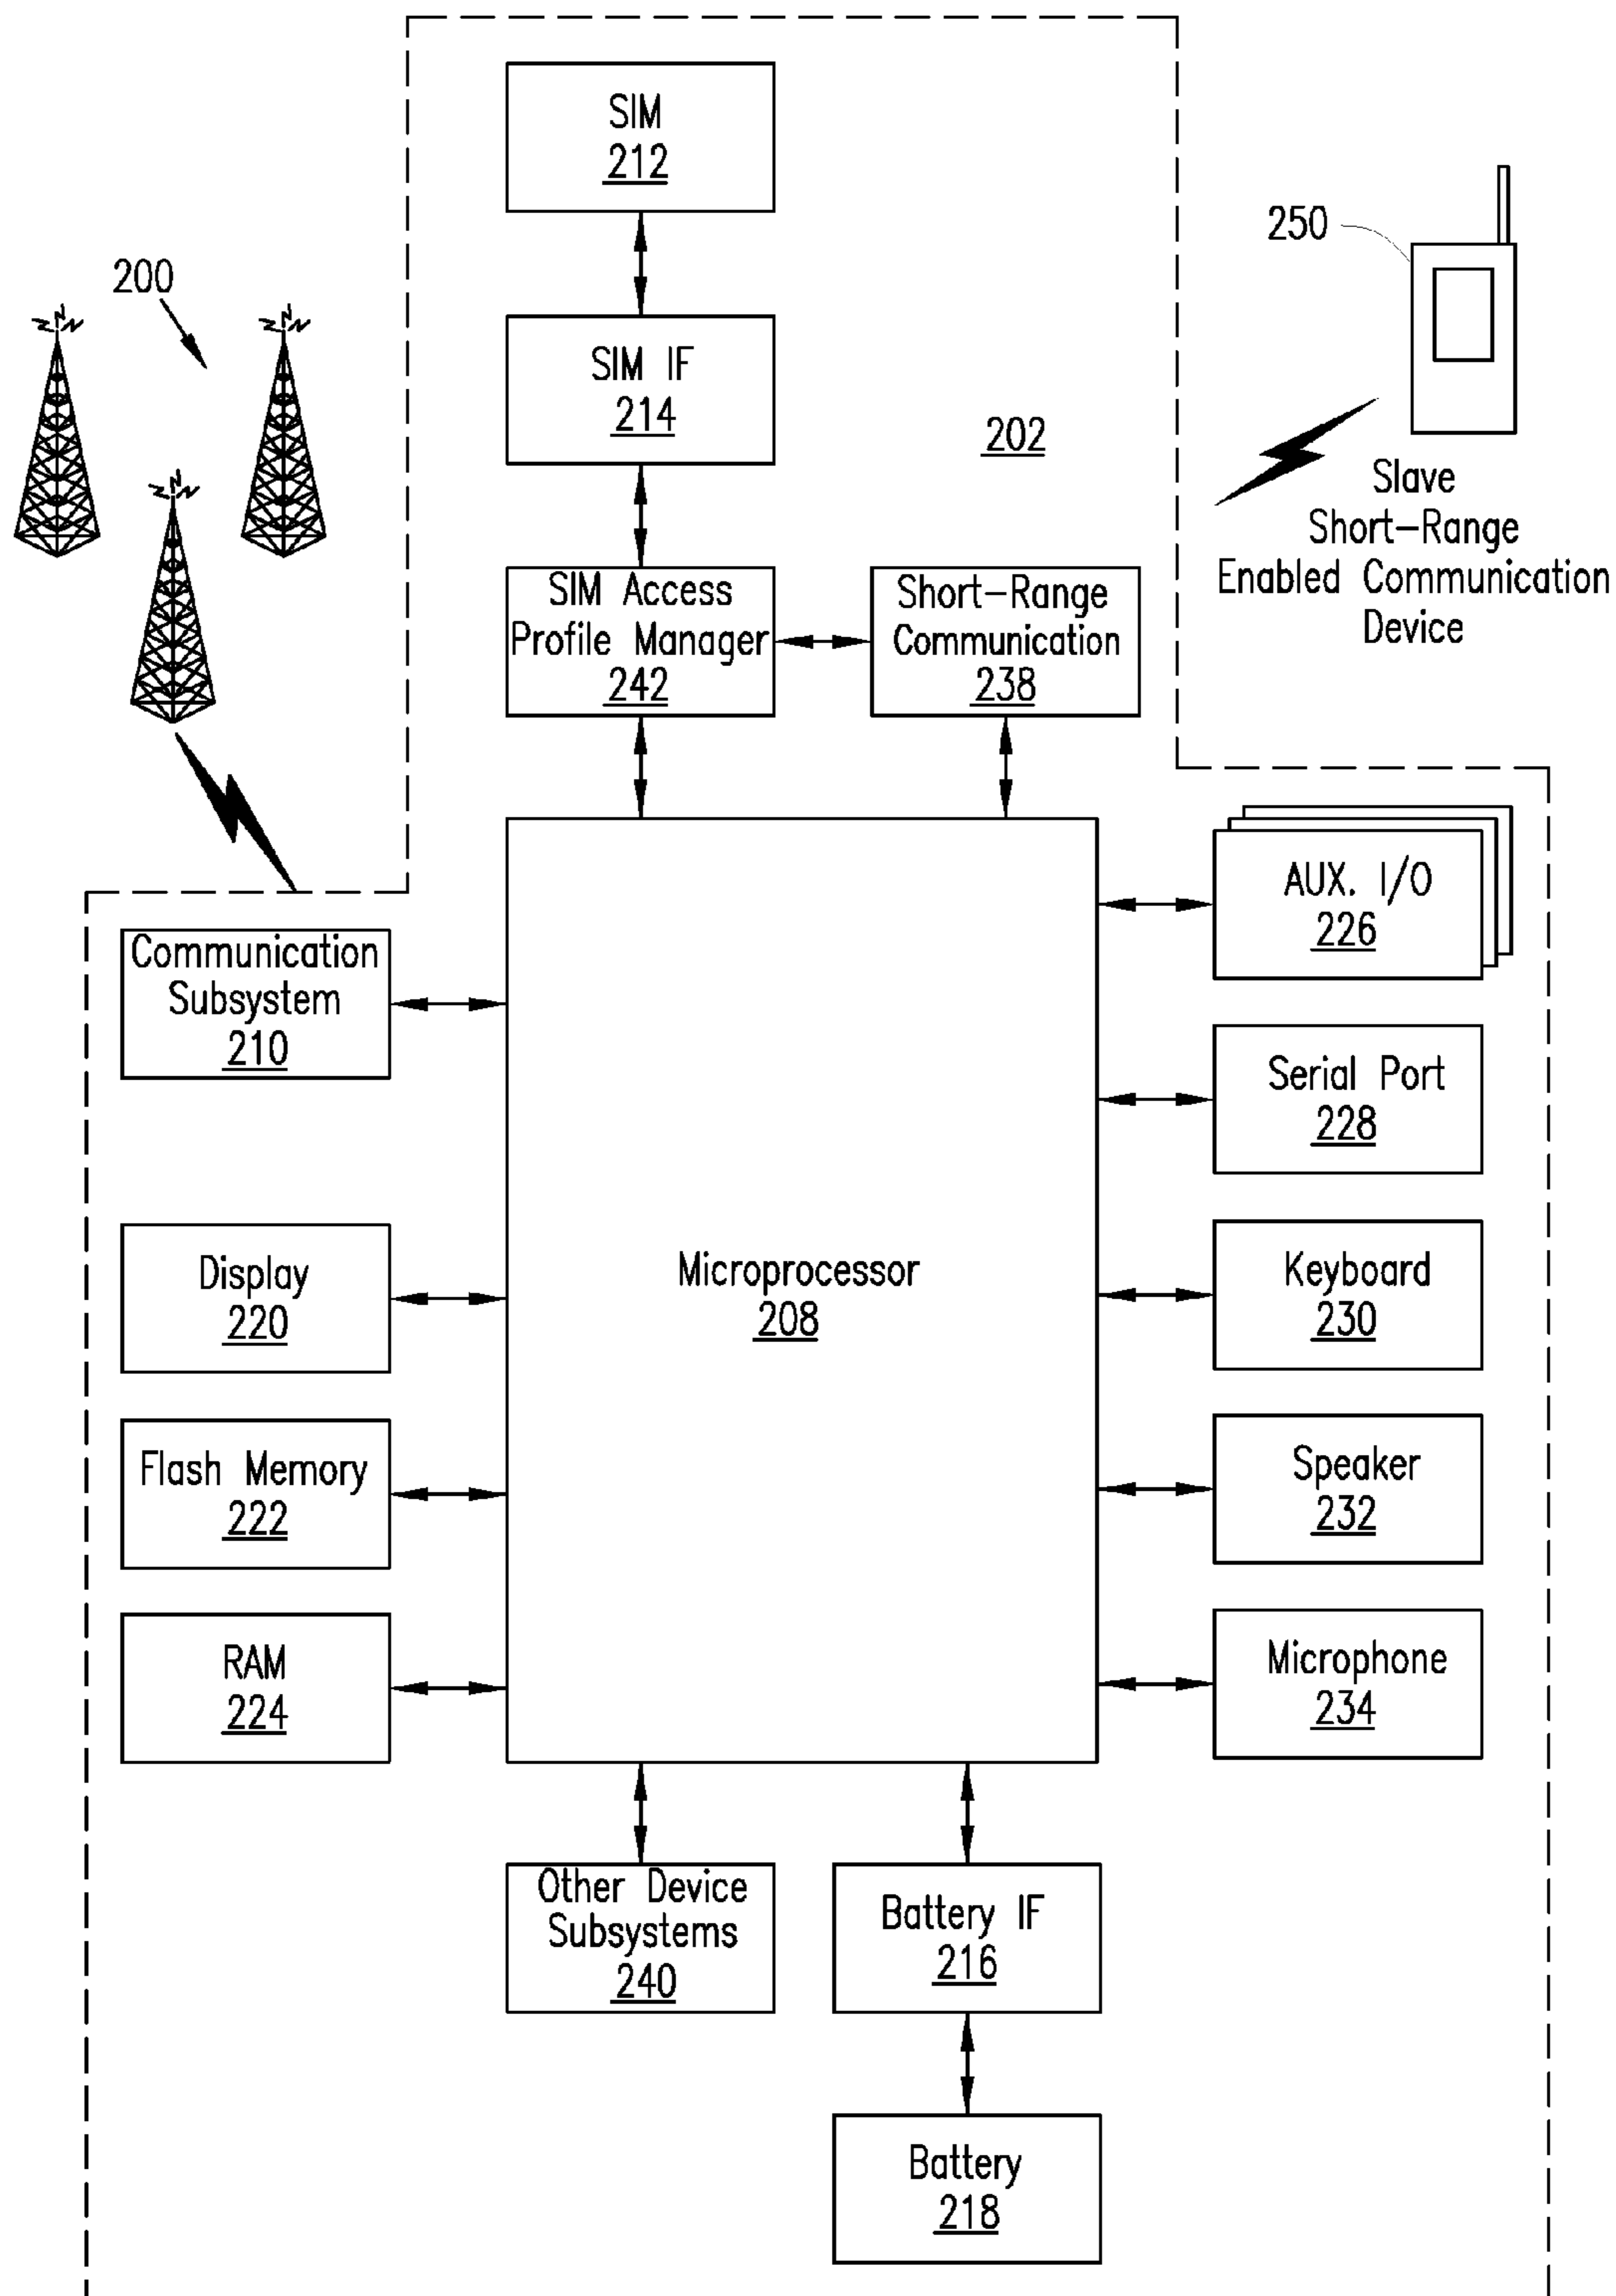 SIM
212
200
250
SIM IF
214
202
Slave
Short-Range
Enabled Communication
Device
SIM Access
Profile Manager
242
Short-Range
Communication
238
AUX. I/O
226
Communication
Subsystem
210
Serial Port
228
Display
220
Microprocessor
208
Keyboard
230
Flash Memory
222
Speaker
232
RAM
224
Microphone
234
Other Device
Subsystems
240
Battery IF
216
Battery
218